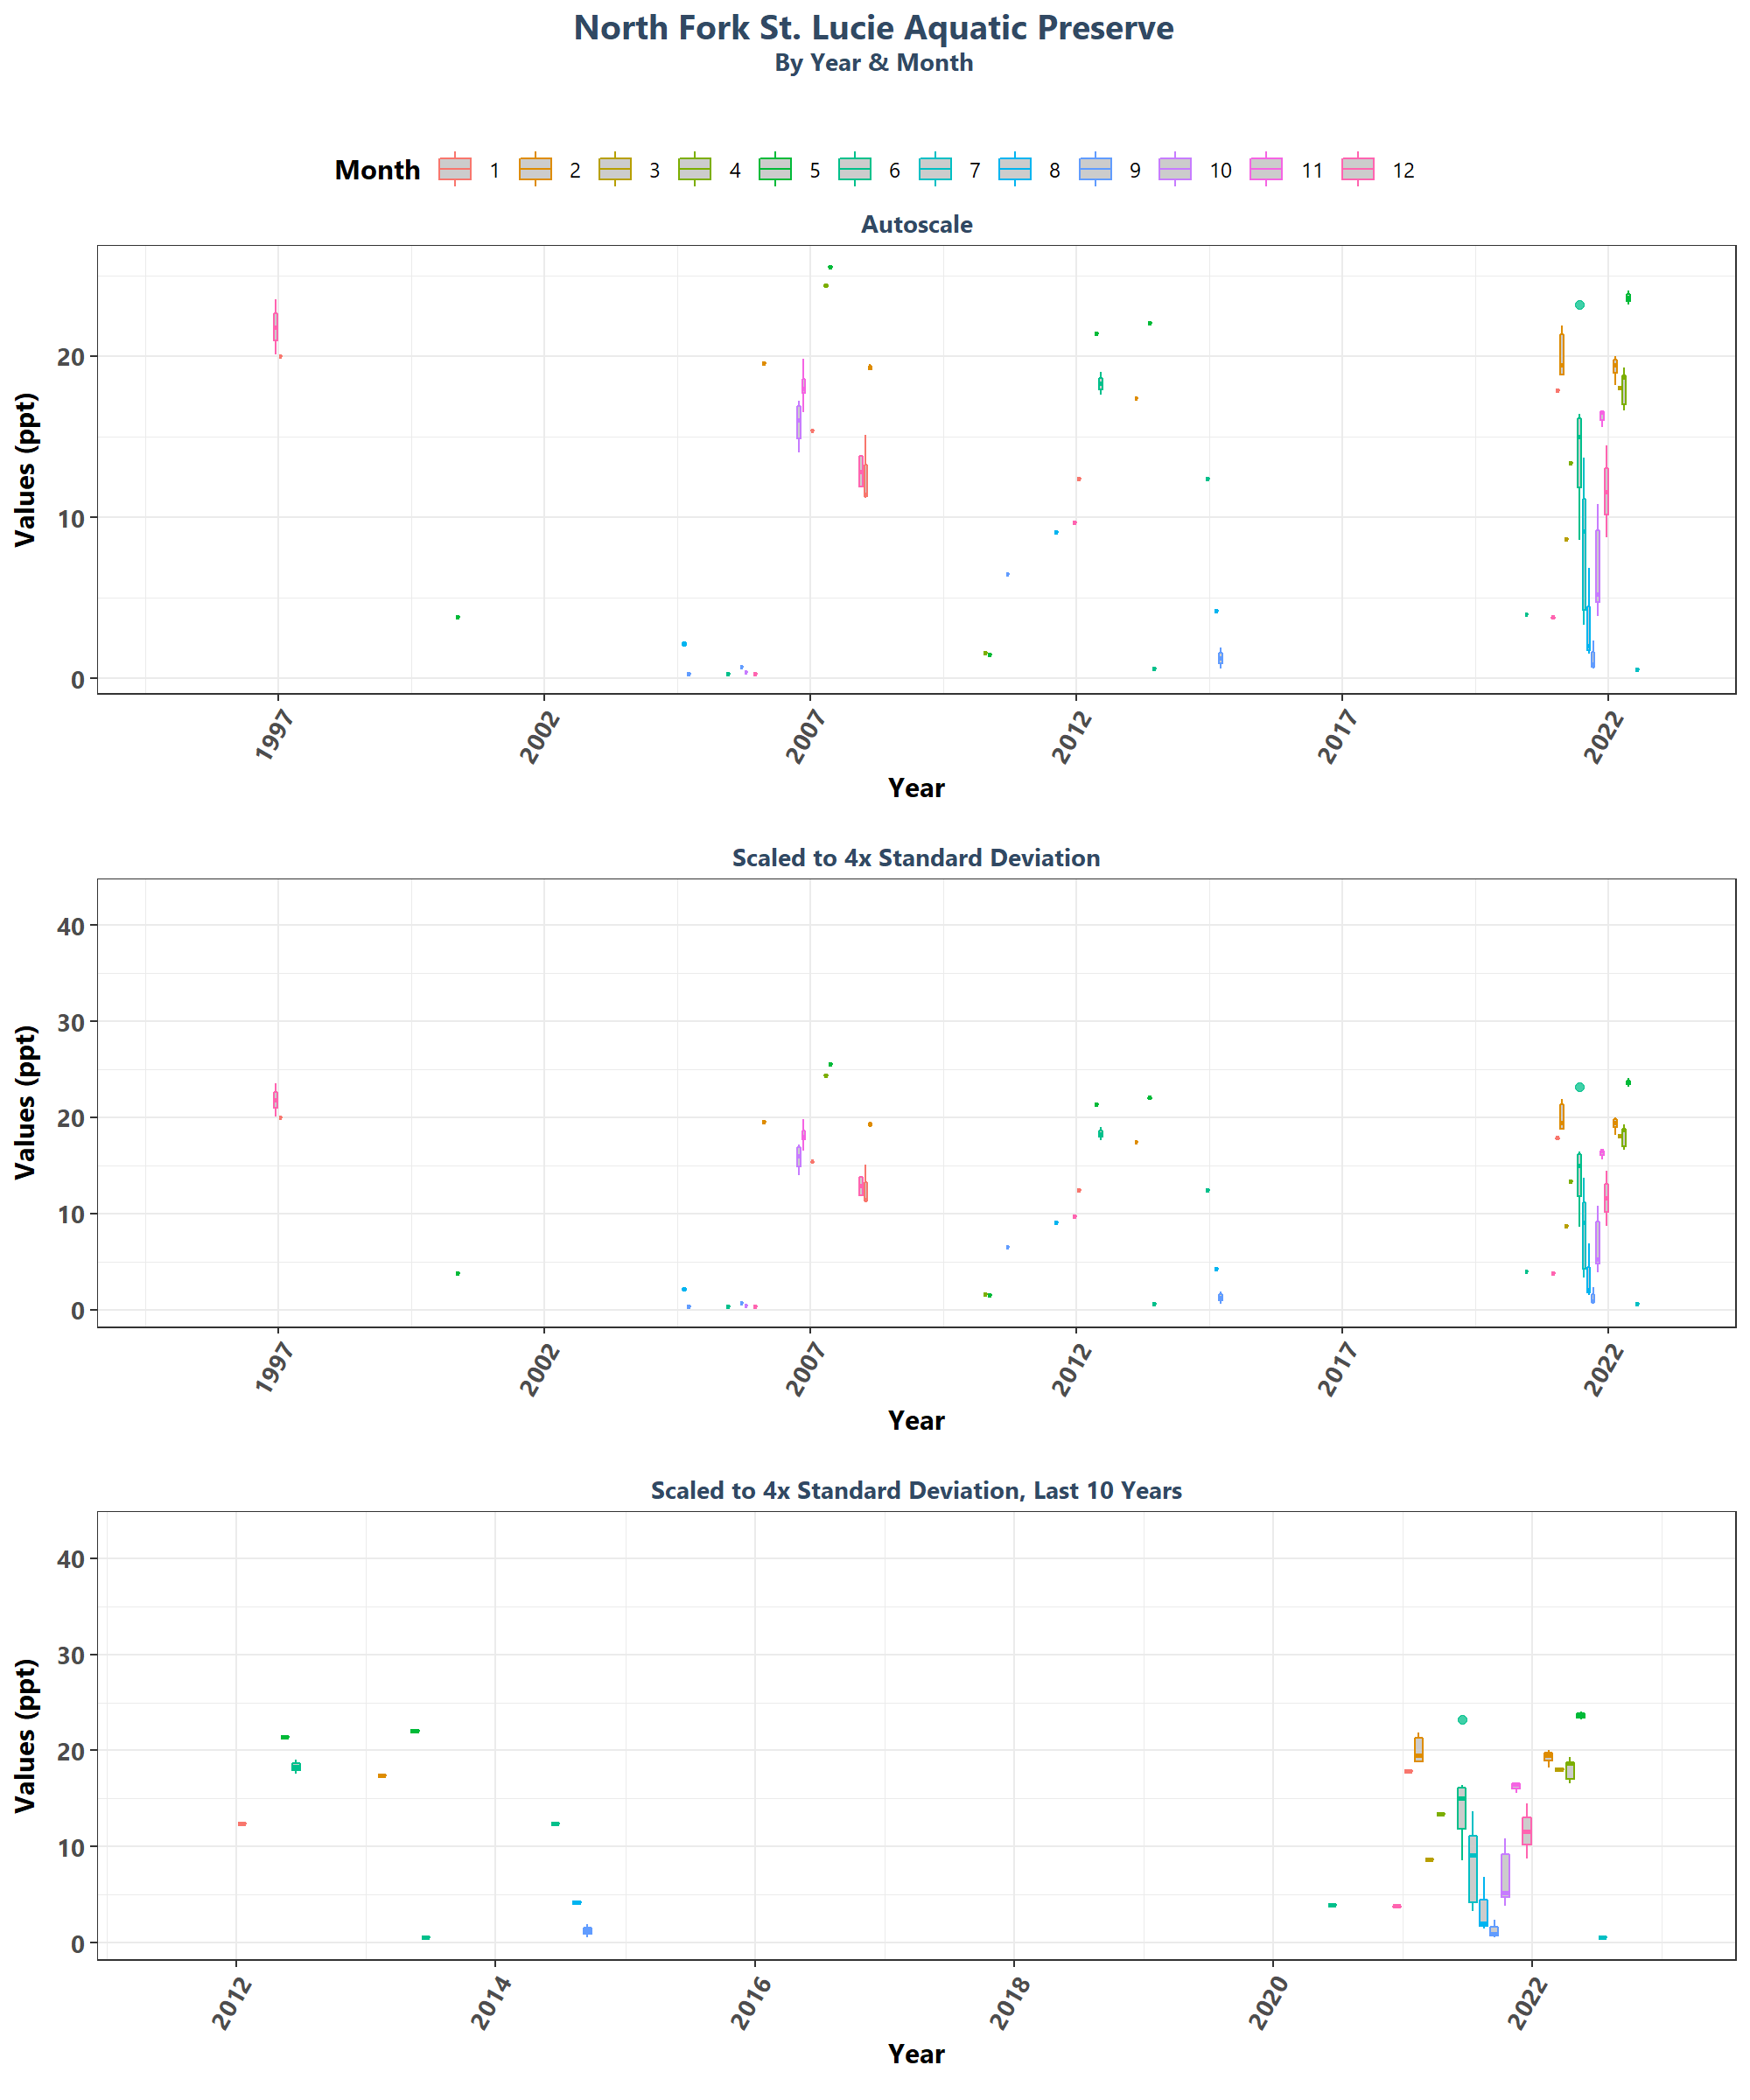 North Fork St. Lucie Aquatic Preserve
By Year & Month
Month 1 2 3 4 5 6 7 8 9 10 11 12
Autoscale
Values (ppt)
20
10
0
1997 2002 2007 2012 2017 2022
Year
Scaled to 4x Standard Deviation
Values (ppt)
40
30
20
10
0
1997 2002 2007 2012 2017 2022
Year
Scaled to 4x Standard Deviation, Last 10 Years
Values (ppt)
40
30
20
10
0
2012 2014 2016 2018 2020 2022
Year